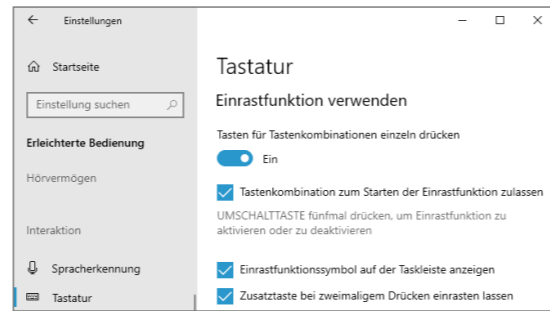 Einstellungen
Startseite
Einstellung suchen
Erleichterte Bedienung
Hörvermögen
Interaktion
Spracherkennung
Tastatur
Tastatur
Einrastfunktion verwenden
Tasten für Tastenkombinationen einzeln drücken
Ein
Tastenkombination zum Starten der Einrastfunktion zulassen
UMSCHALTTASTE fünfmal drücken, um Einrastfunktion zu
aktivieren oder zu deaktivieren
Einrastfunktionssymbol auf der Taskleiste anzeigen
Zusatztaste bei zweimaligem Drücken einrasten lassen